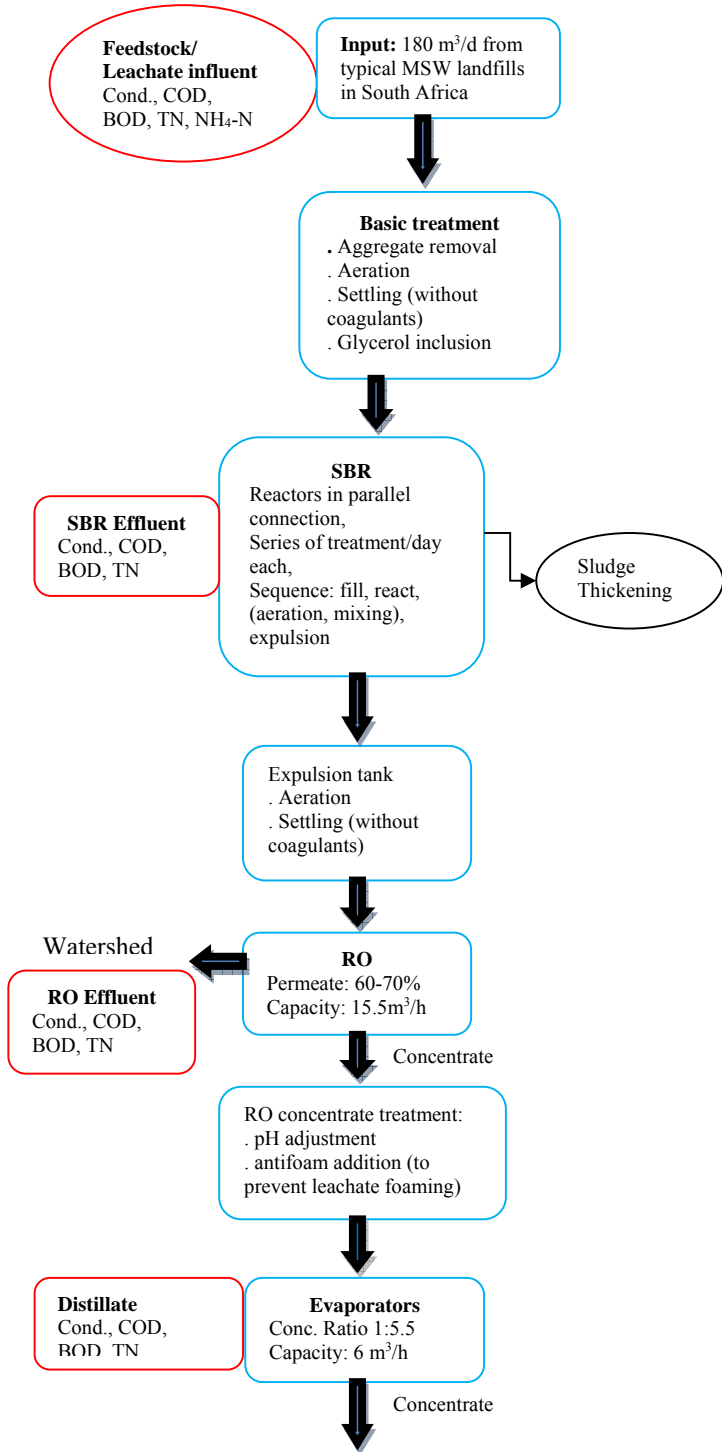 Feedstock/
Leachate influent
Cond., COD,
BOD, TN, NH₄-N
Input: 180 m³/d from
typical MSW landfills
in South Africa
Basic treatment
. Aggregate removal
. Aeration
. Settling (without
coagulants)
. Glycerol inclusion
SBR
Reactors in parallel
connection,
Series of treatment/day
each,
Sequence: fill, react,
(aeration, mixing),
expulsion
SBR Effluent
Cond., COD,
BOD, TN
Sludge
Thickening
Expulsion tank
. Aeration
. Settling (without
coagulants)
Watershed
RO
Permeate: 60-70%
Capacity: 15.5m³/h
RO Effluent
Cond., COD,
BOD, TN
Concentrate
RO concentrate treatment:
. pH adjustment
. antifoam addition (to
prevent leachate foaming)
Distillate
Cond., COD,
BOD, TN
Evaporators
Conc. Ratio 1:5.5
Capacity: 6 m³/h
Concentrate